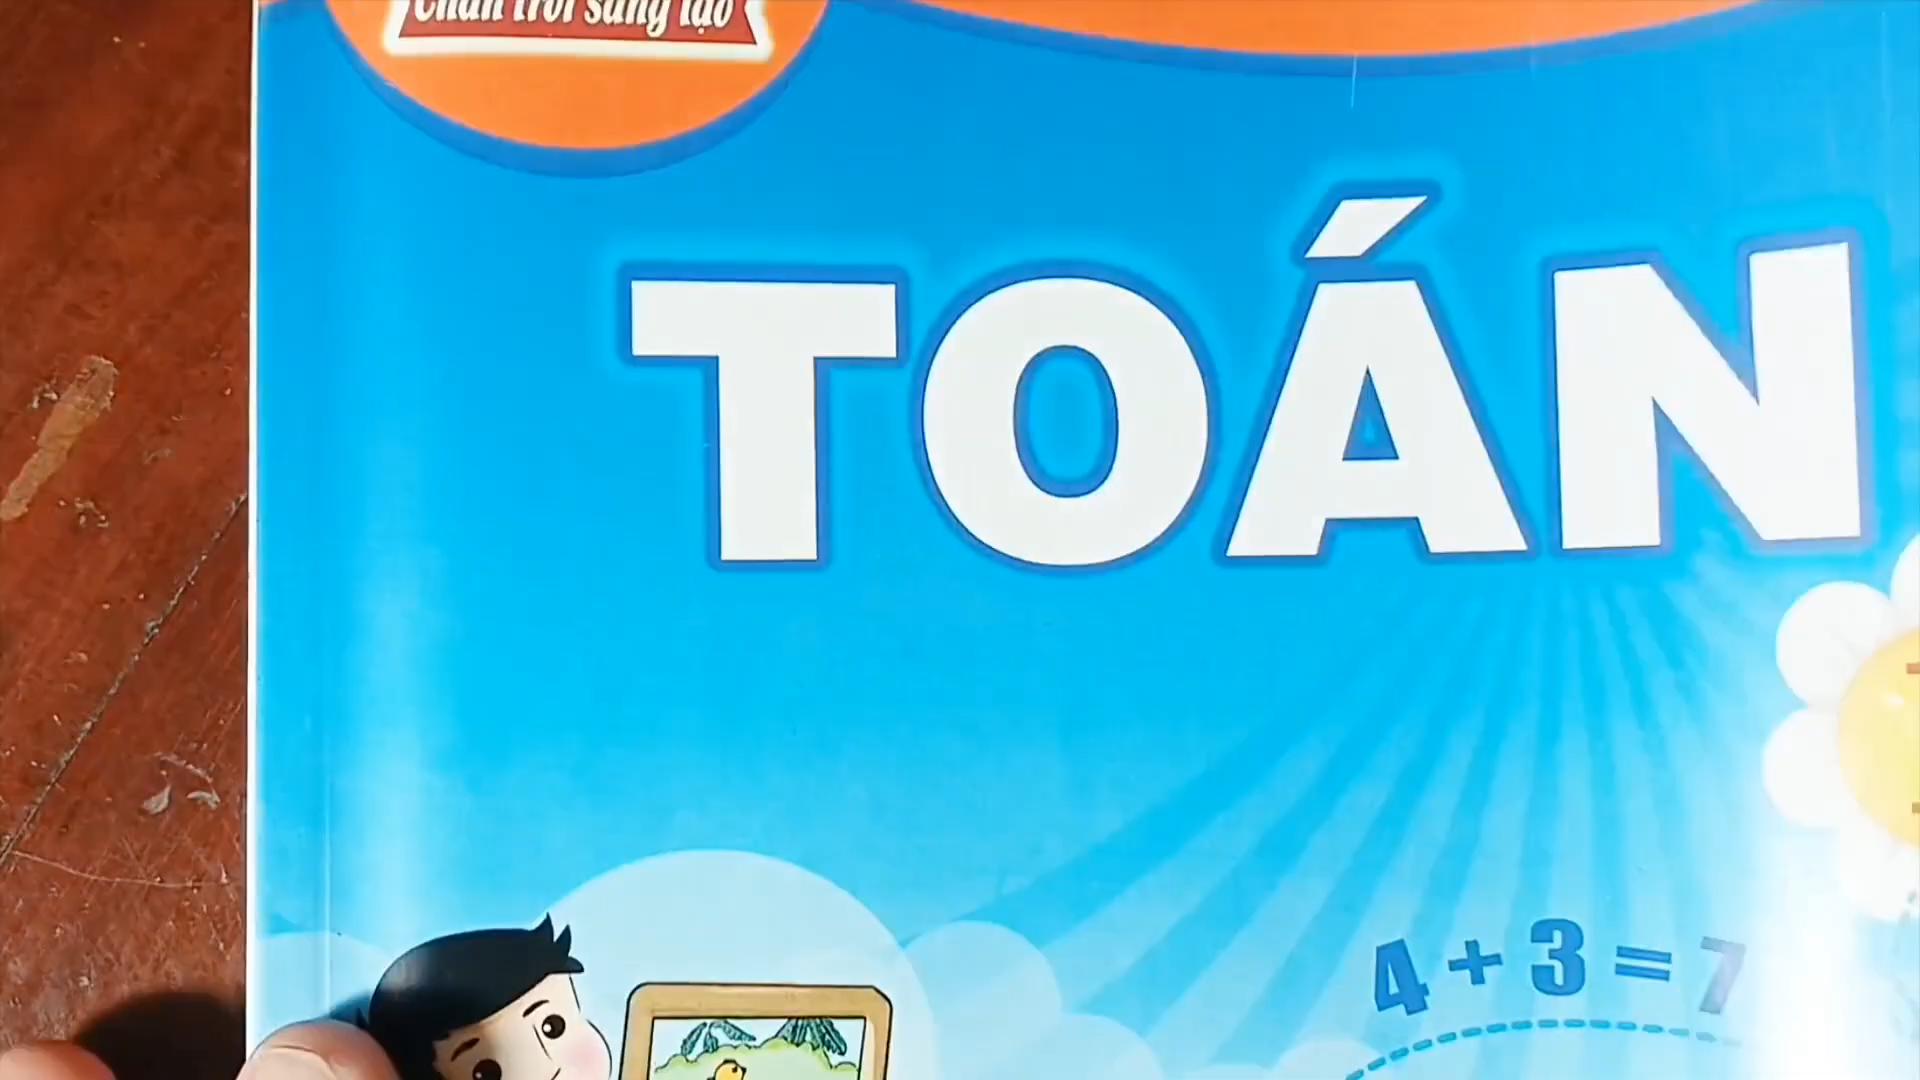 Chân trời sáng tạo
TOÁN
4 + 3 = 7